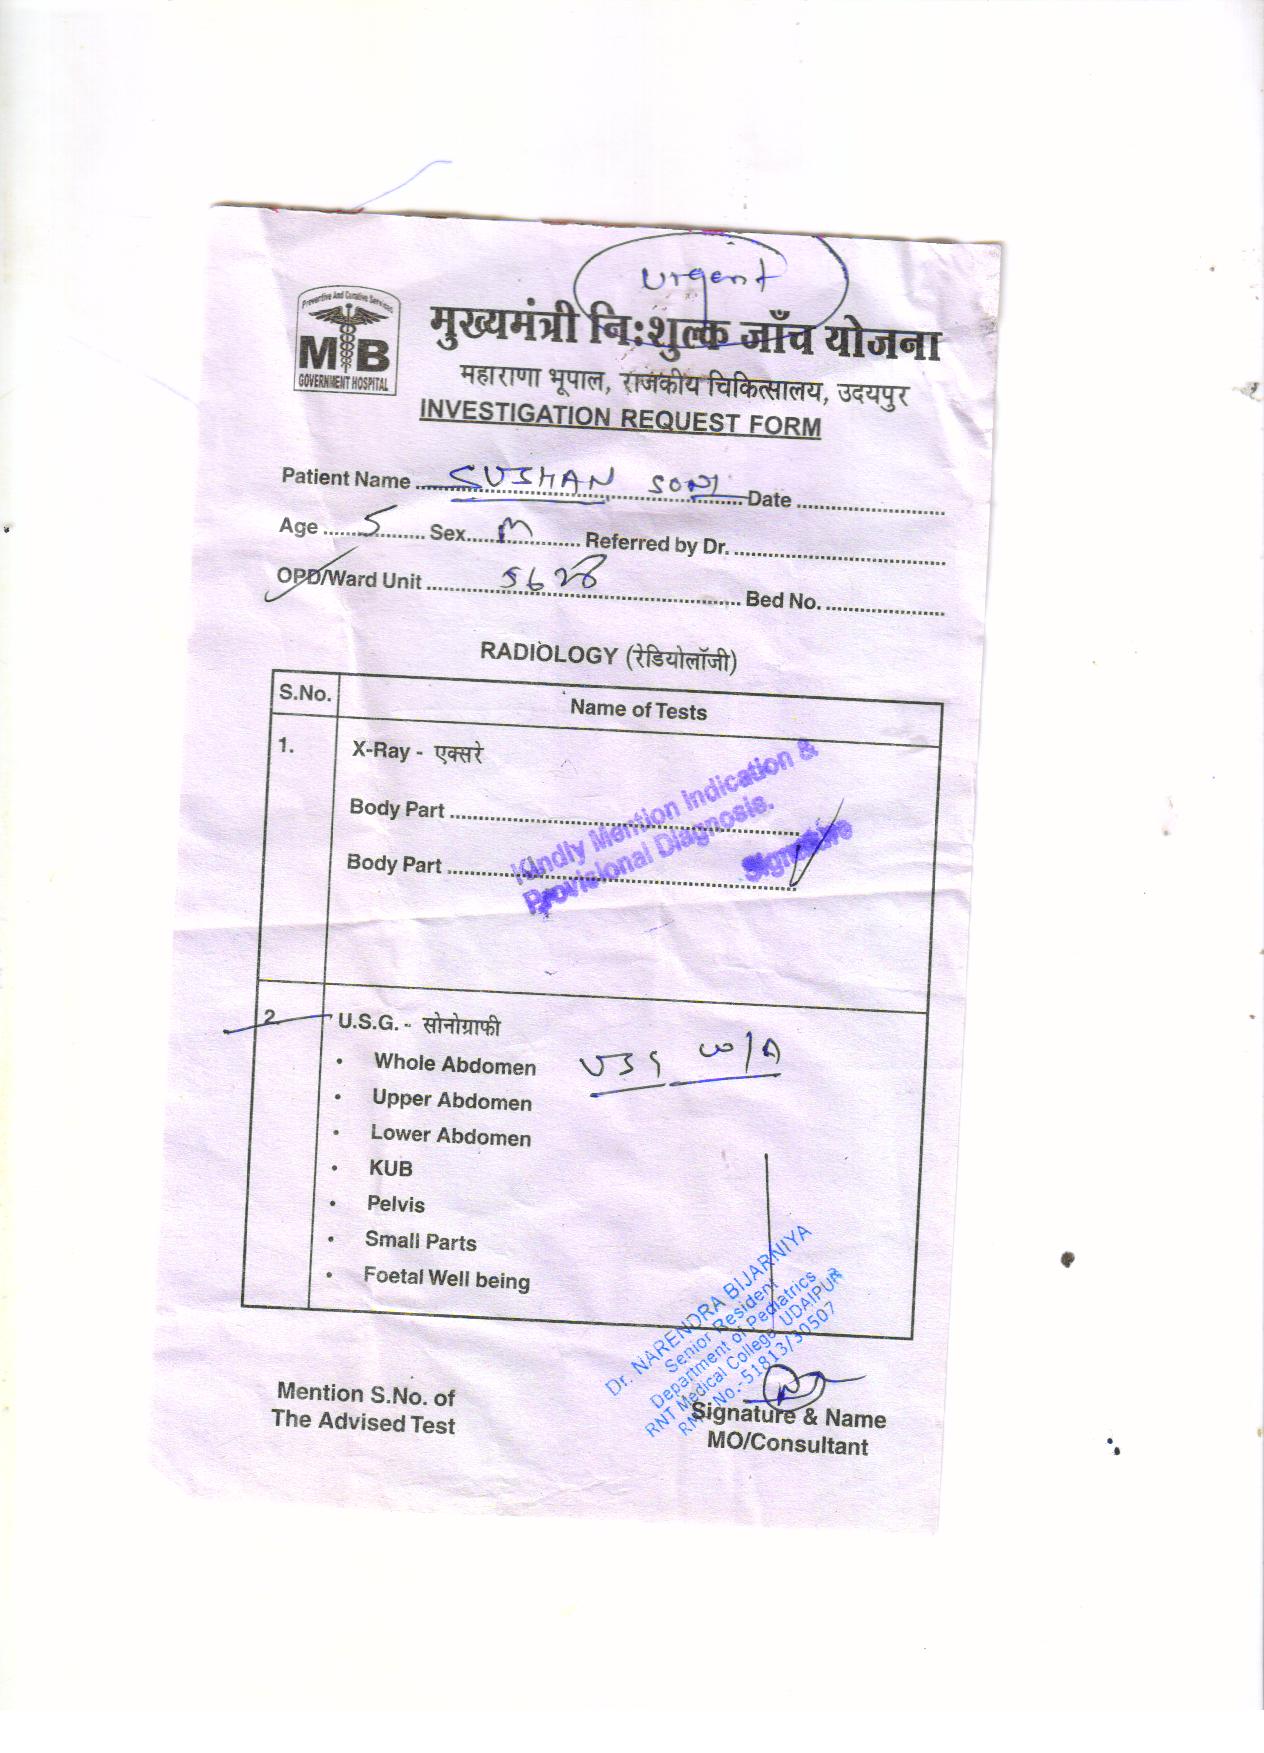 Urgent
Preventive And Curative Services
MB
GOVERNMENT HOSPITAL
मुख्यमंत्री नि:शुल्क जाँच योजना
महाराणा भूपाल, राजकीय चिकित्सालय, उदयपुर
INVESTIGATION REQUEST FORM
Patient Name SUSHAN SONI Date
Age 5 Sex M Referred by Dr.
OPD/Ward Unit 5628 Bed No.
RADIOLOGY (रेडियोलॉजी)
S.No. Name of Tests
1. X-Ray - एक्सरे
Body Part
Body Part
Kindly Mention Indication &
Provisional Diagnosis.
Signature
2. U.S.G. - सोनोग्राफी
• Whole Abdomen USG W/A
• Upper Abdomen
• Lower Abdomen
• KUB
• Pelvis
• Small Parts
• Foetal Well being
Dr. NARENDRA BIJARNIYA
Senior Resident
Department of Pediatrics
RNT Medical College, UDAIPUR
No.-51813/30507
Mention S.No. of
The Advised Test
Signature & Name
MO/Consultant